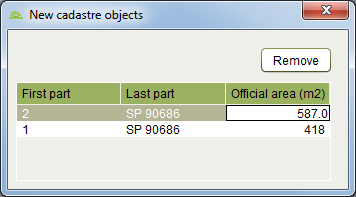 New cadastre objects
Remove
First part Last part Official area (m2)
2 SP 90686 587.0
1 SP 90686 418